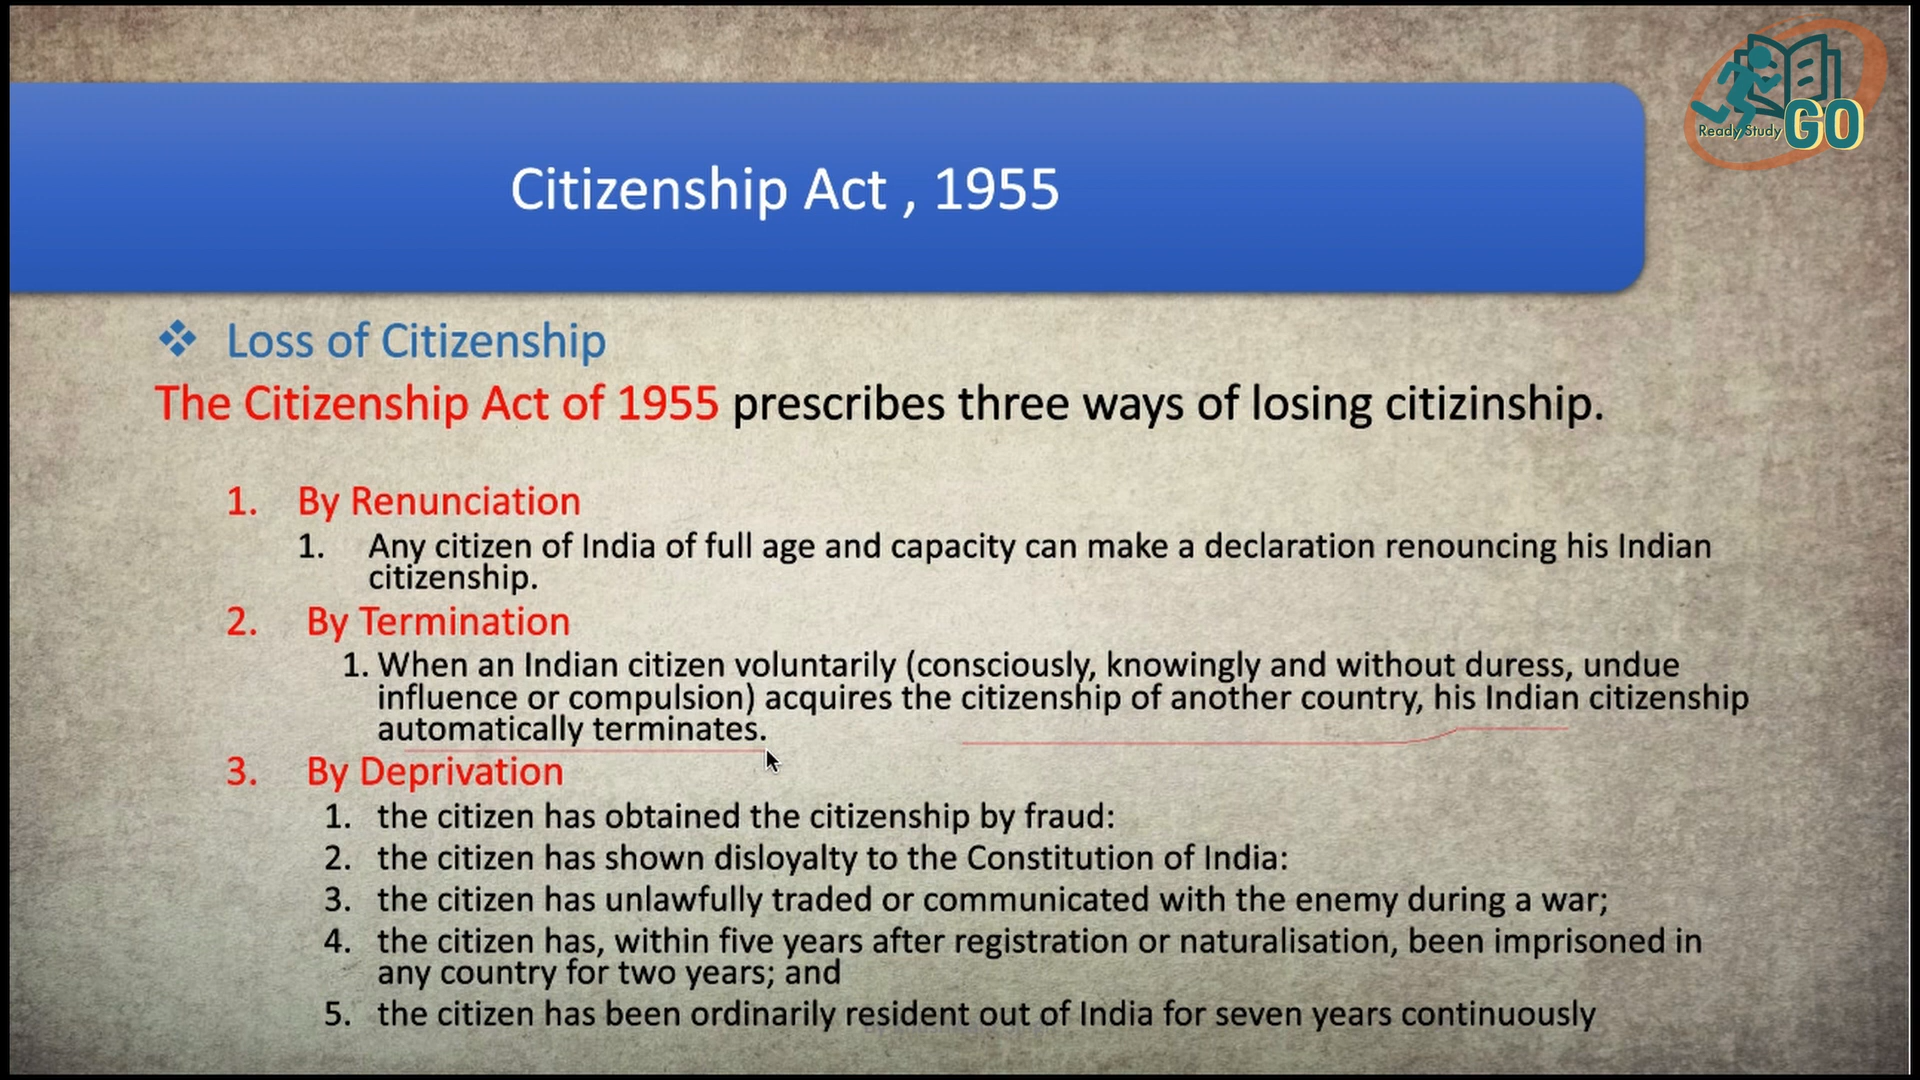 Ready Study GO
Citizenship Act , 1955
❖ Loss of Citizenship
The Citizenship Act of 1955 prescribes three ways of losing citizinship.
1. By Renunciation
1. Any citizen of India of full age and capacity can make a declaration renouncing his Indian
citizenship.
2. By Termination
1. When an Indian citizen voluntarily (consciously, knowingly and without duress, undue
influence or compulsion) acquires the citizenship of another country, his Indian citizenship
automatically terminates.
3. By Deprivation
1. the citizen has obtained the citizenship by fraud:
2. the citizen has shown disloyalty to the Constitution of India:
3. the citizen has unlawfully traded or communicated with the enemy during a war;
4. the citizen has, within five years after registration or naturalisation, been imprisoned in
any country for two years; and
5. the citizen has been ordinarily resident out of India for seven years continuously